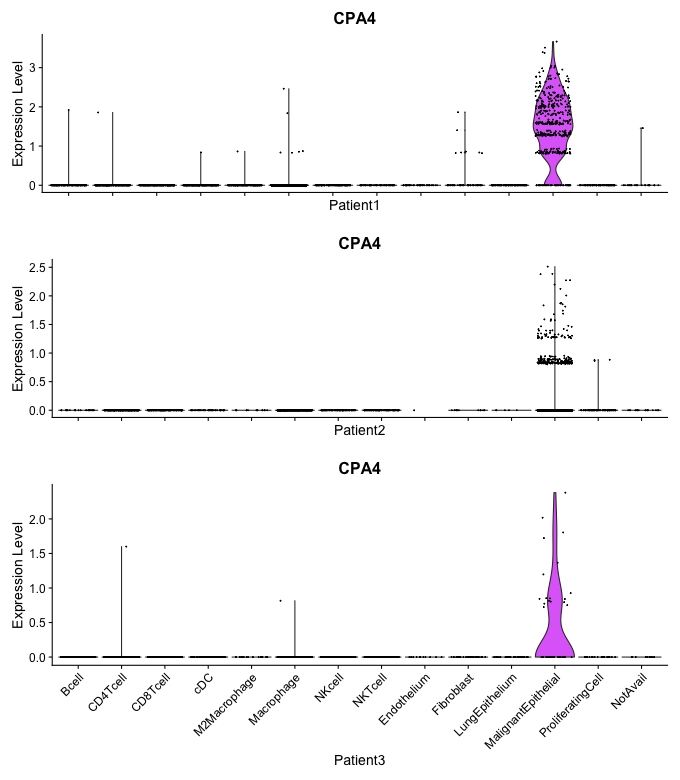 CPA4
Expression Level
3
2
1
0
Patient1
CPA4
Expression Level
2.5
2.0
1.5
1.0
0.5
0.0
Patient2
CPA4
Expression Level
2.0
1.5
1.0
0.5
0.0
Bcell
CD4Tcell
CD8Tcell
cDC
M2Macrophage
Macrophage
NKcell
NKTcell
Endothelium
Fibroblast
LungEpithelium
MalignantEpithelial
ProliferatingCell
NotAvail
Patient3